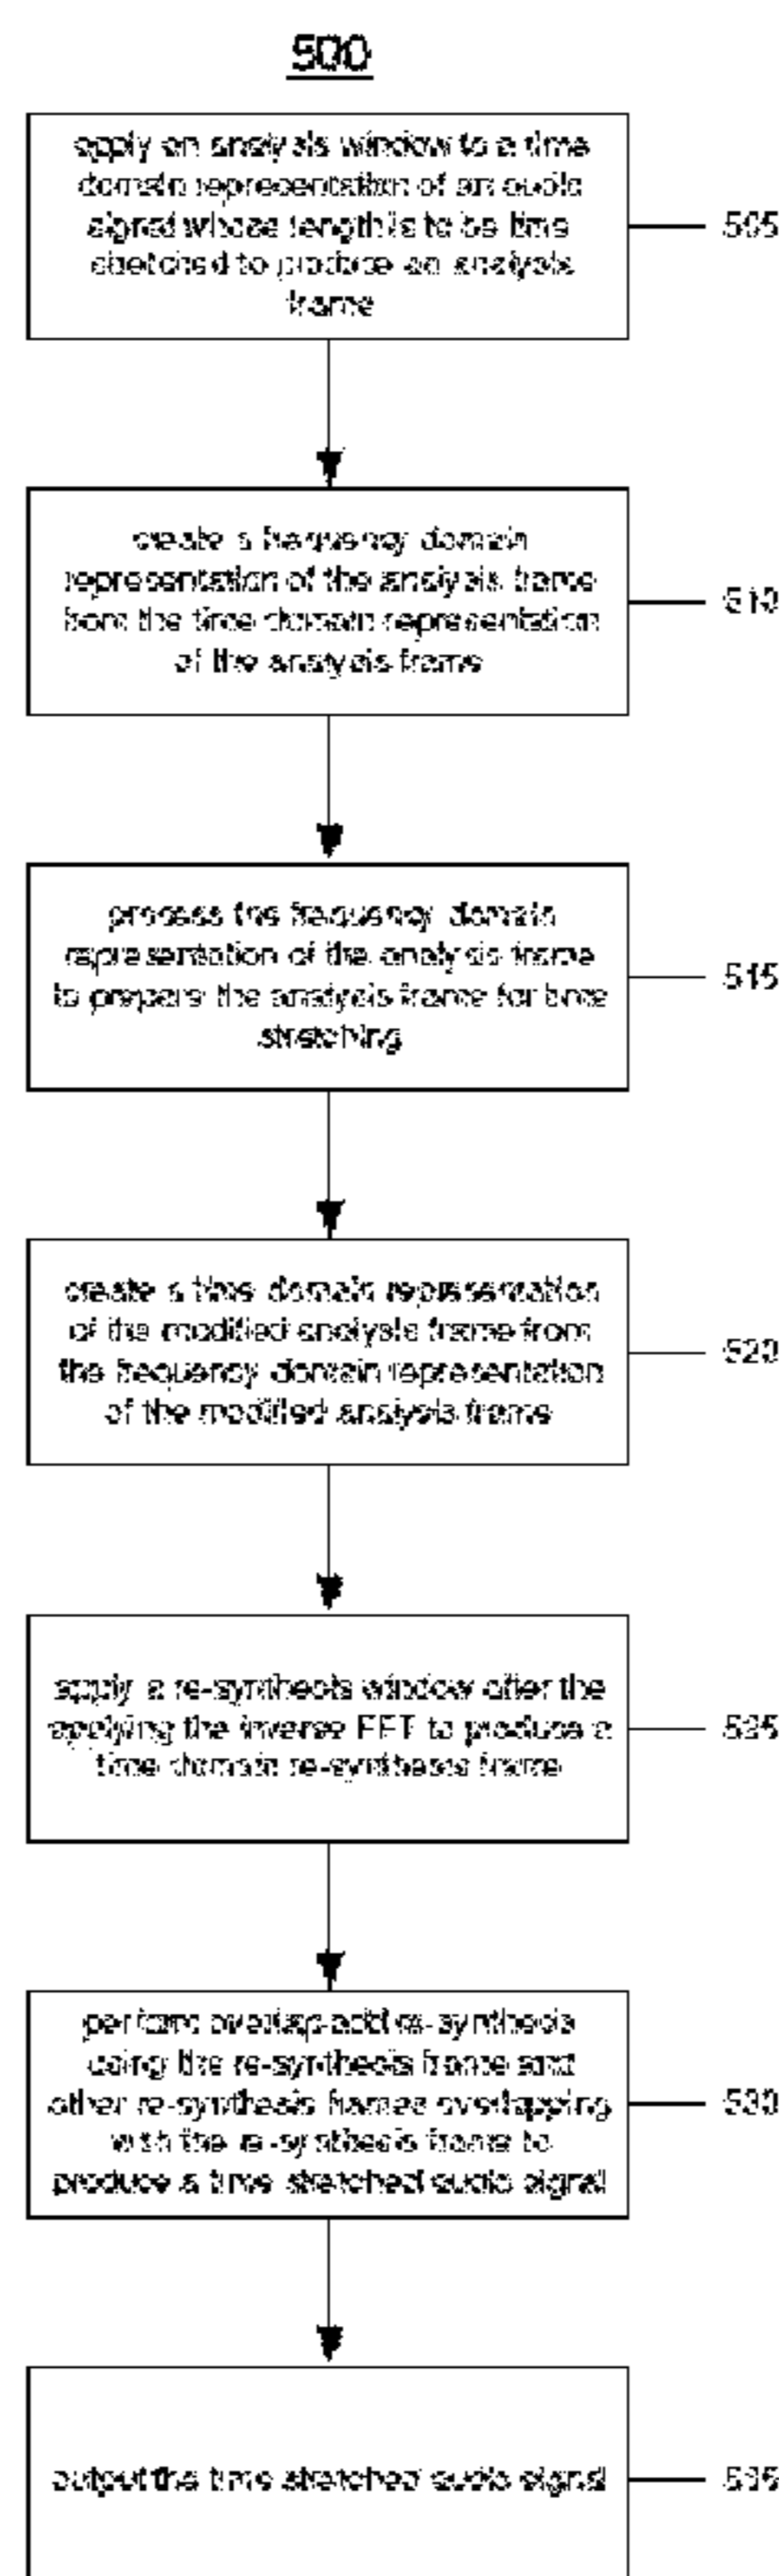 500
apply an analysis window to a time
domain representation of an audio
signal whose length is to be time
stretched to produce an analysis
frame
505
create a frequency domain
representation of the analysis frame
from the time domain representation
of the analysis frame
510
process the frequency domain
representation of the analysis frame
to prepare the analysis frame for time
stretching
515
create a time domain representation
of the modified analysis frame from
the frequency domain representation
of the modified analysis frame
520
apply a re-synthesis window after the
applying the inverse FFT to produce a
time domain re-synthesis frame
525
perform overlap-add re-synthesis
using the re-synthesis frame and
other re-synthesis frames overlapping
with the re-synthesis frame to
produce a time stretched audio signal
530
output the time stretched audio signal
535